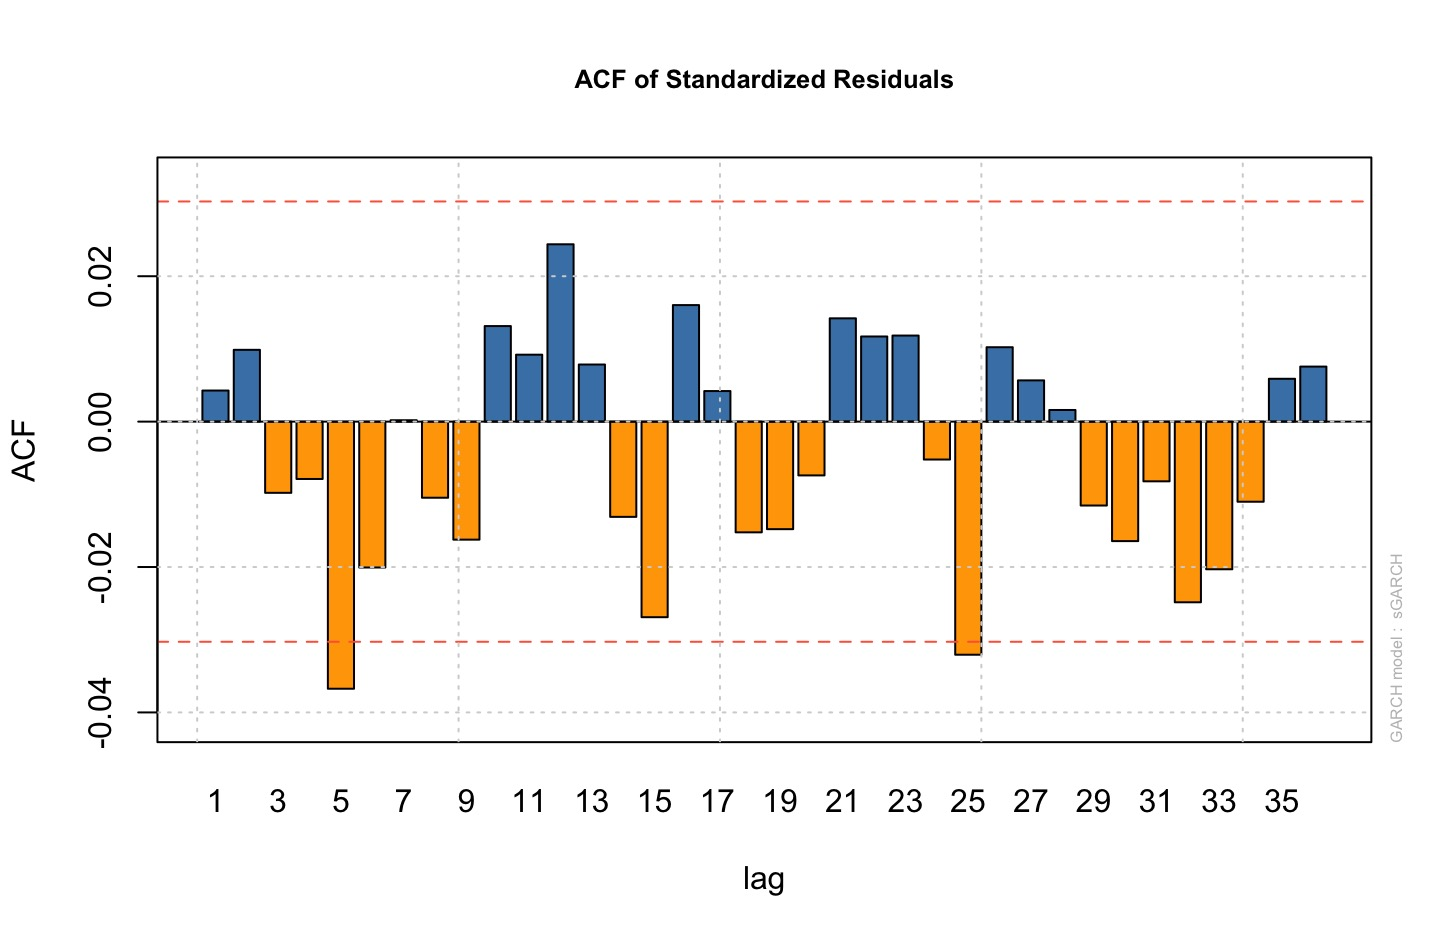 ACF of Standardized Residuals
ACF
0.02
0.00
-0.02
-0.04
1 3 5 7 9 11 13 15 17 19 21 23 25 27 29 31 33 35
lag
GARCH model : sGARCH